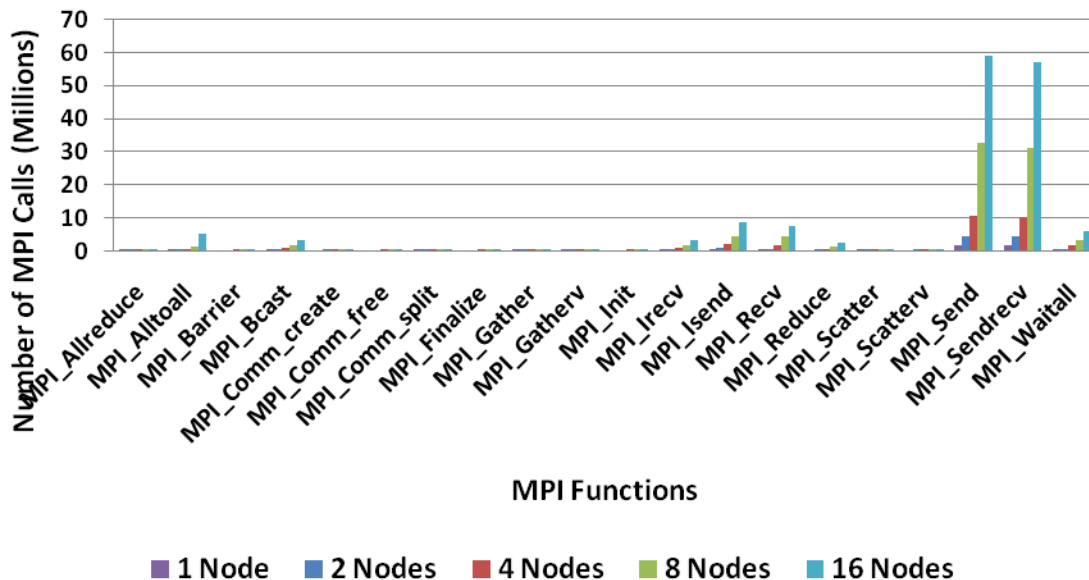 Number of MPI Calls (Millions)
70
60
50
40
30
20
10
0
MPI_Allreduce
MPI_Alltoall
MPI_Barrier
MPI_Bcast
MPI_Comm_create
MPI_Comm_free
MPI_Comm_split
MPI_Finalize
MPI_Gather
MPI_Gatherv
MPI_Init
MPI_Irecv
MPI_Isend
MPI_Recv
MPI_Reduce
MPI_Scatter
MPI_Scatterv
MPI_Send
MPI_Sendrecv
MPI_Waitall
MPI Functions
1 Node 2 Nodes 4 Nodes 8 Nodes 16 Nodes